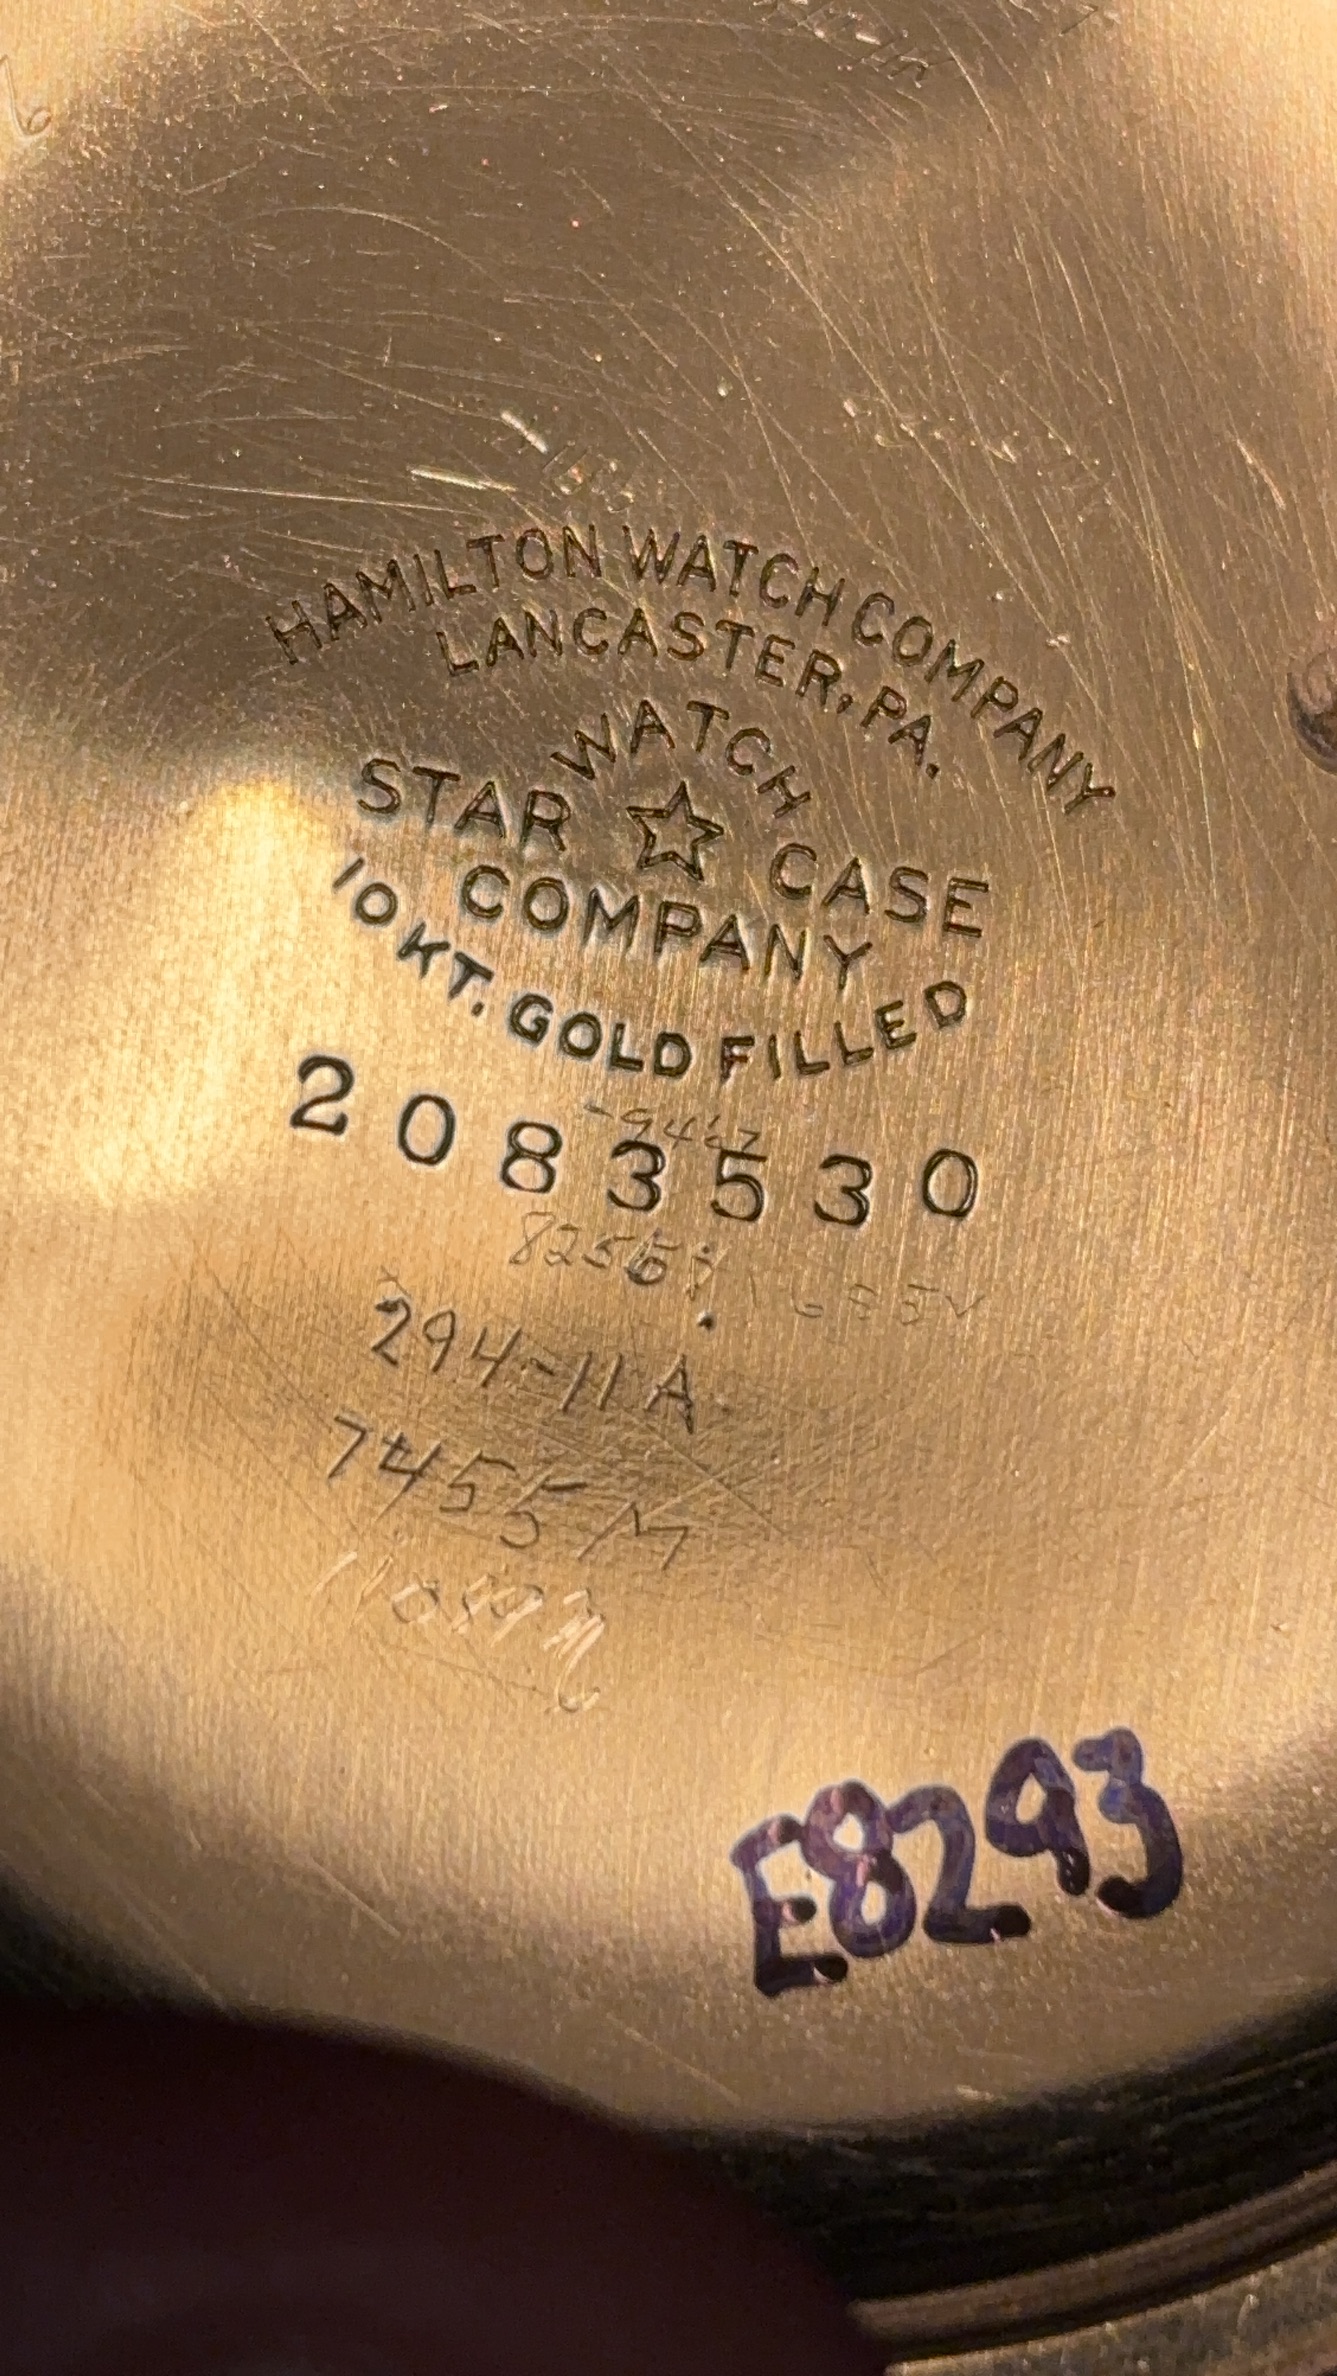 HAMILTON WATCH COMPANY
LANCASTER, PA.
WATCH
STAR CASE
COMPANY
10 KT. GOLD FILLED
2083530
294-11A
7455M
E8293